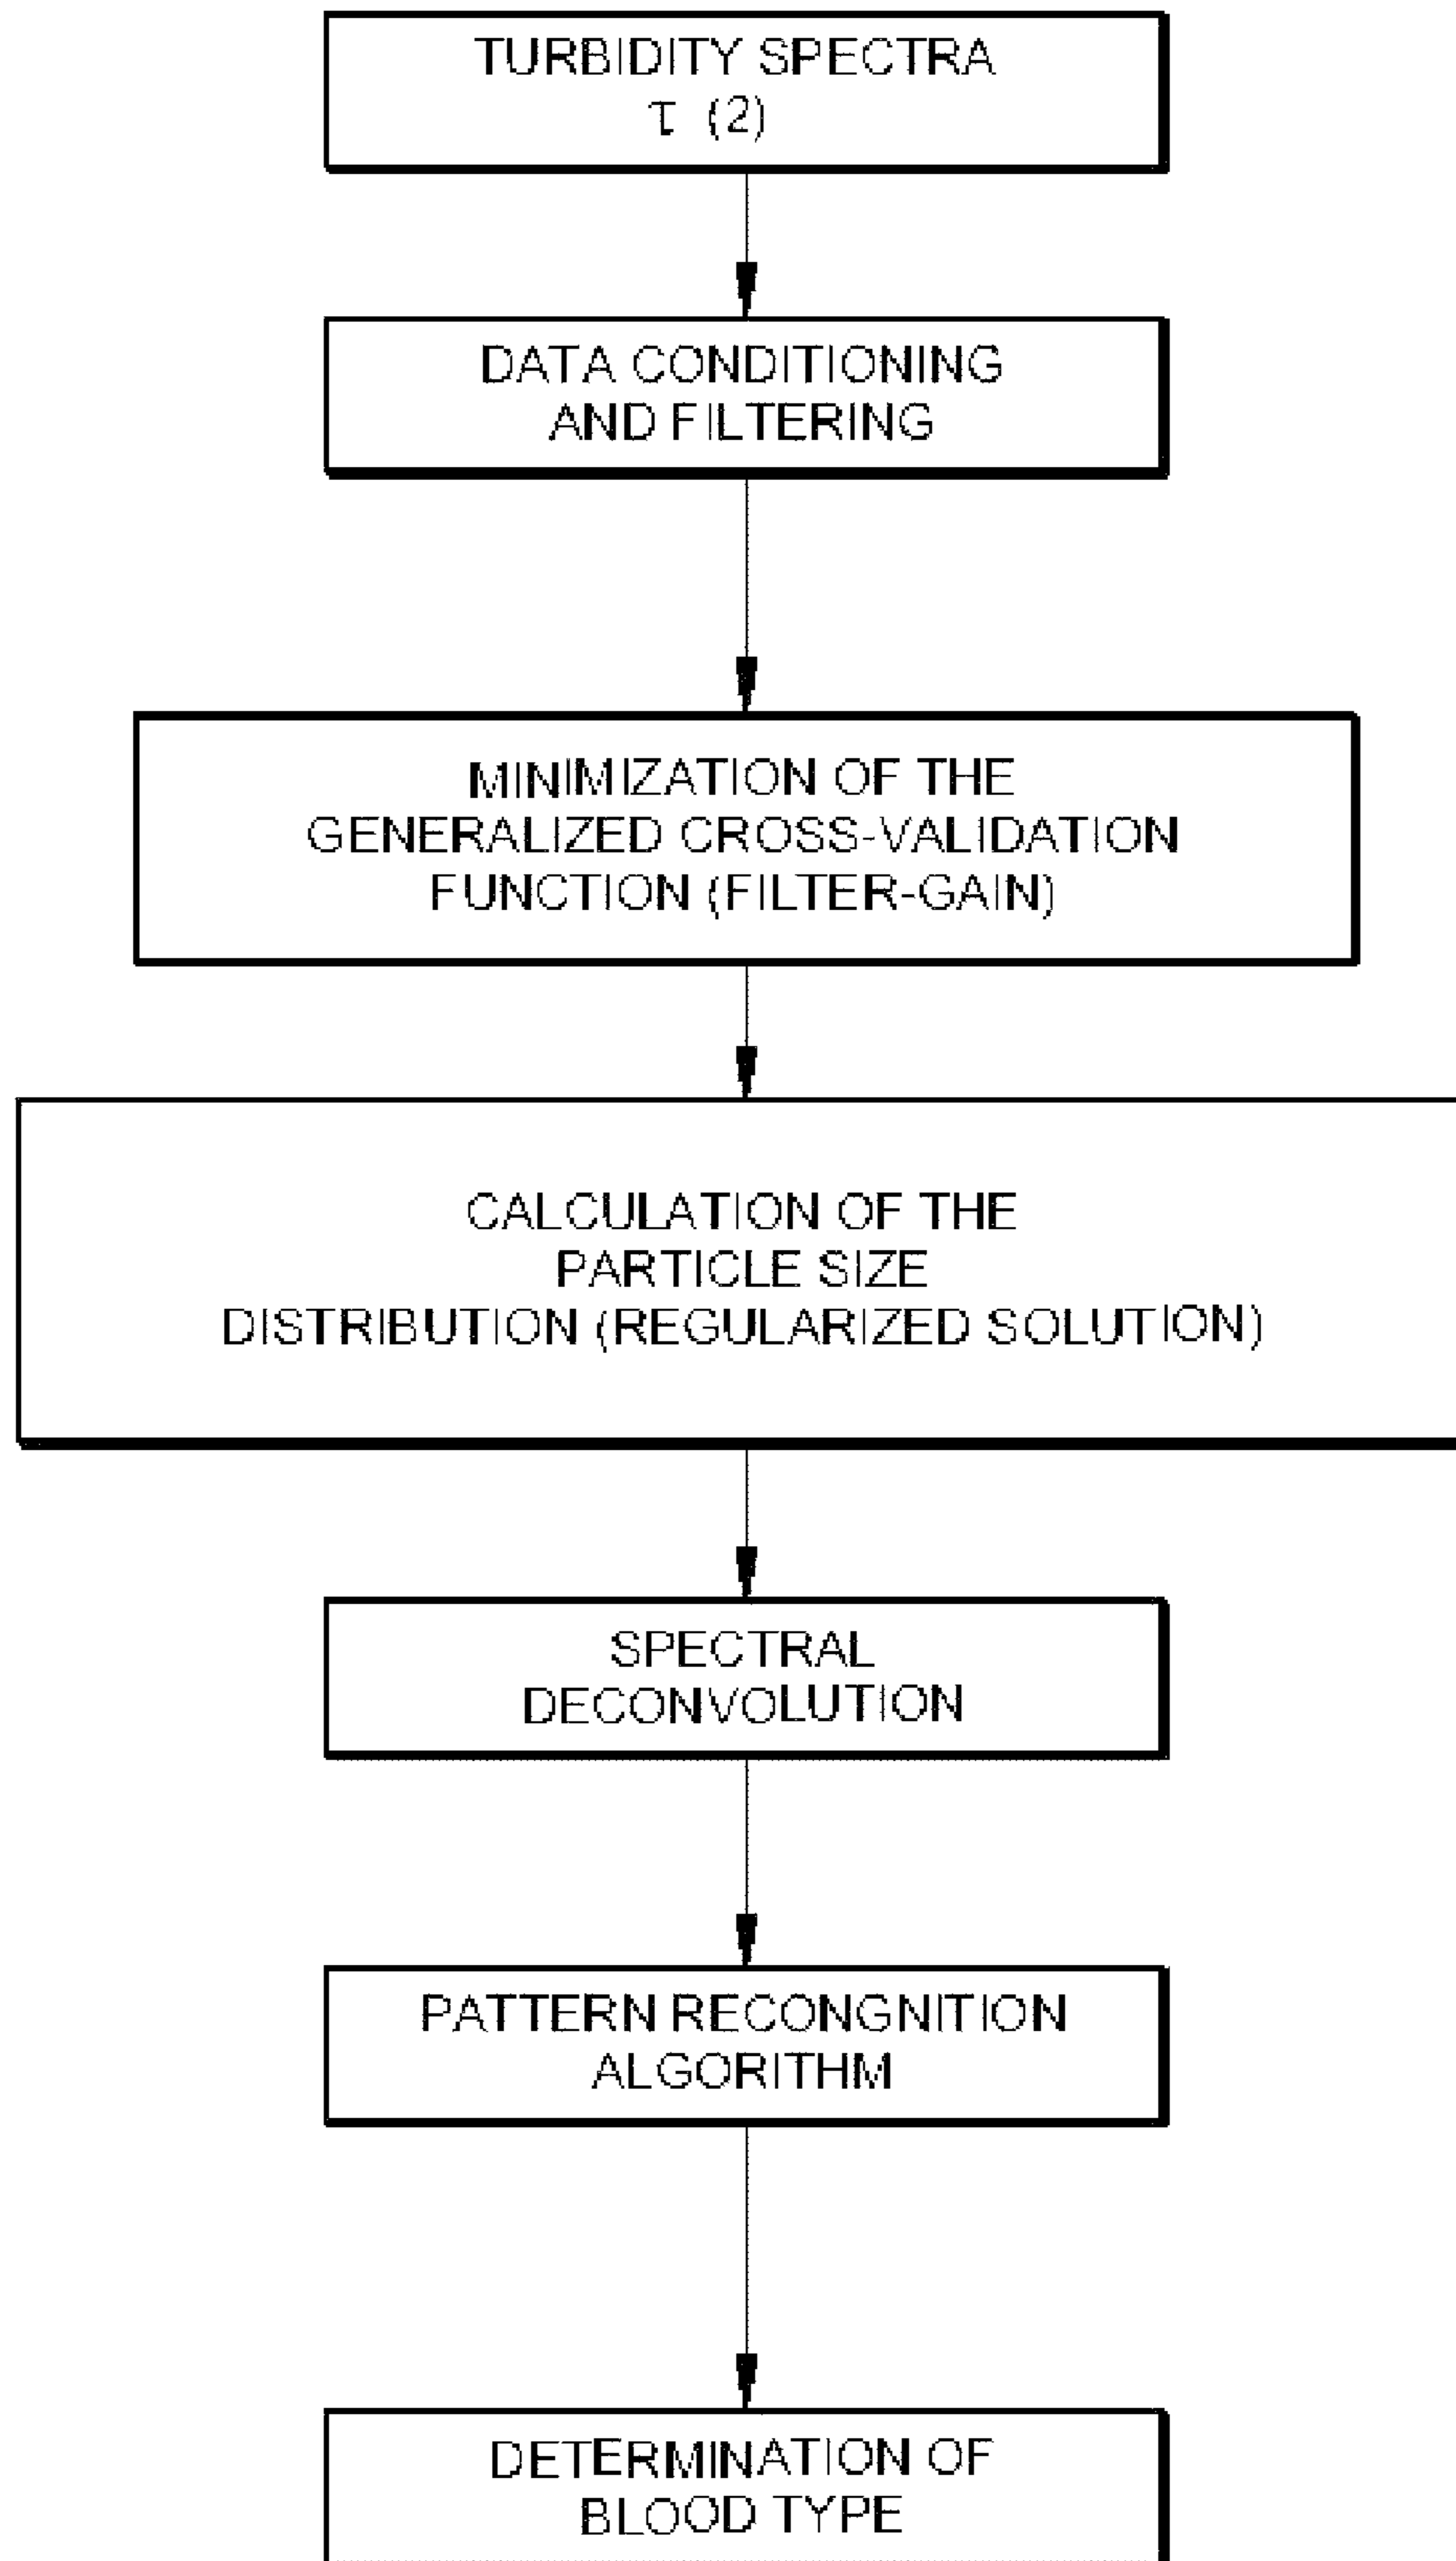 TURBIDITY SPECTRA
τ (2)
DATA CONDITIONING
AND FILTERING
MINIMIZATION OF THE
GENERALIZED CROSS-VALIDATION
FUNCTION (FILTER-GAIN)
CALCULATION OF THE
PARTICLE SIZE
DISTRIBUTION (REGULARIZED SOLUTION)
SPECTRAL
DECONVOLUTION
PATTERN RECONGNITION
ALGORITHM
DETERMINATION OF
BLOOD TYPE